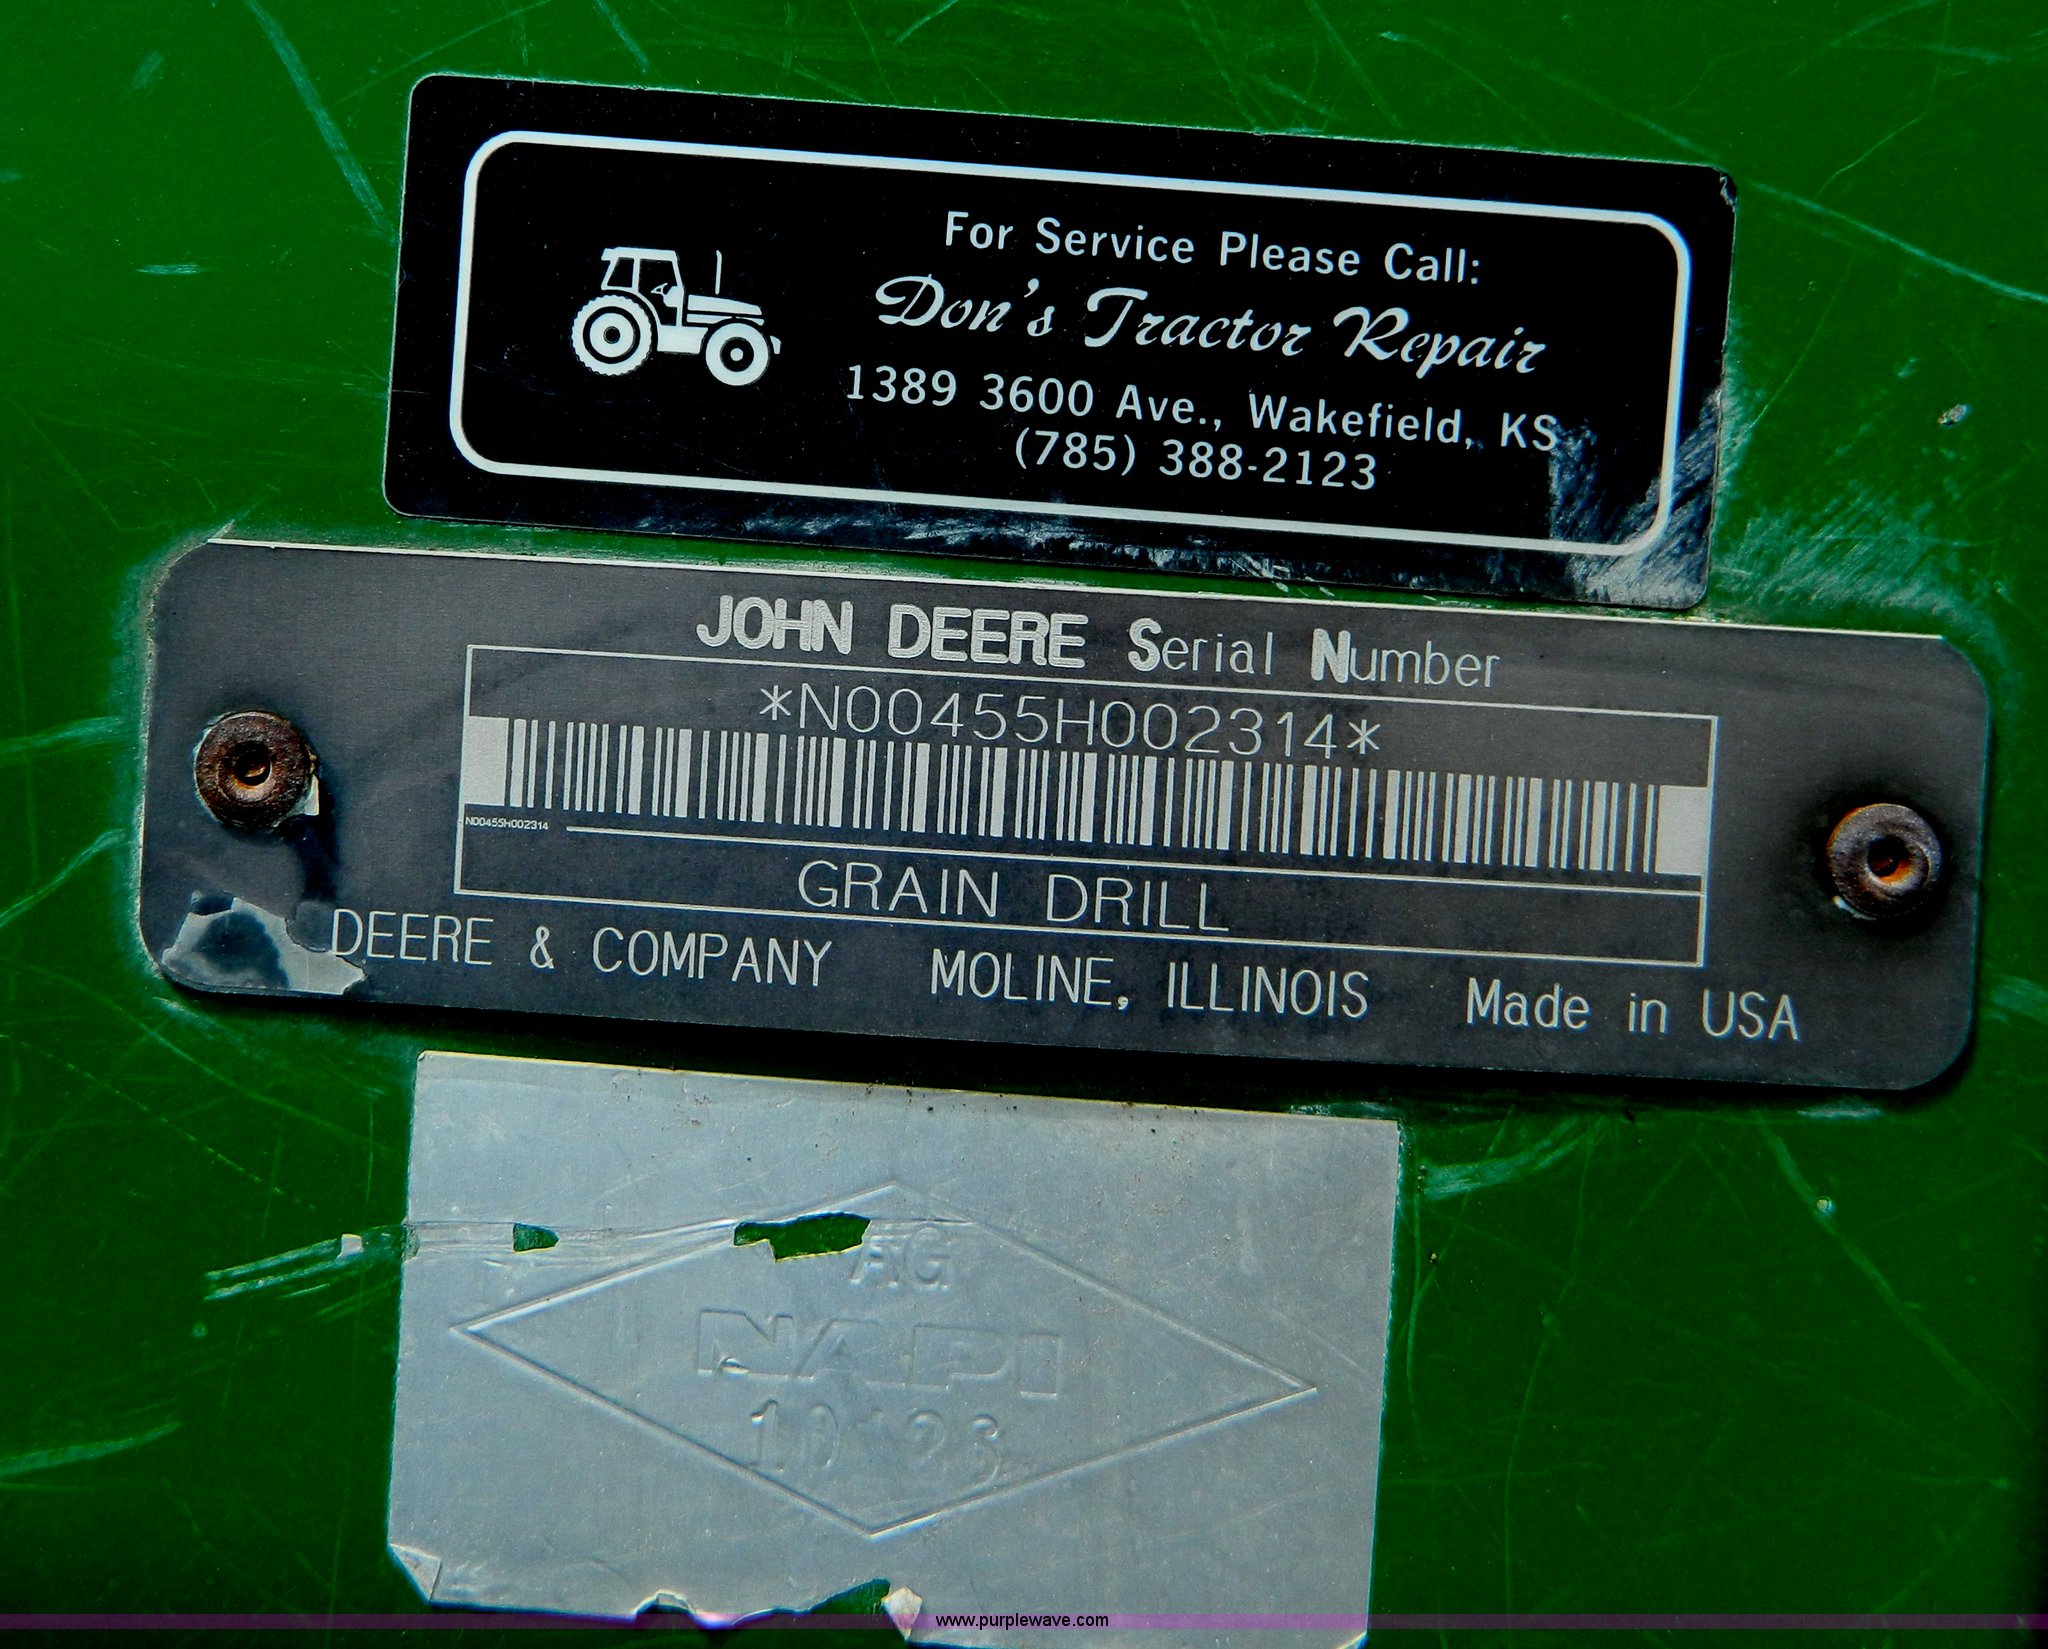 For Service Please Call:
Don's Tractor Repair
1389 3600 Ave., Wakefield, KS
(785) 388-2123
JOHN DEERE Serial Number
*N00455H002314*
N00455H002314
GRAIN DRILL
DEERE & COMPANY MOLINE, ILLINOIS Made in USA
AG
NAPI
10126
www.purplewave.com